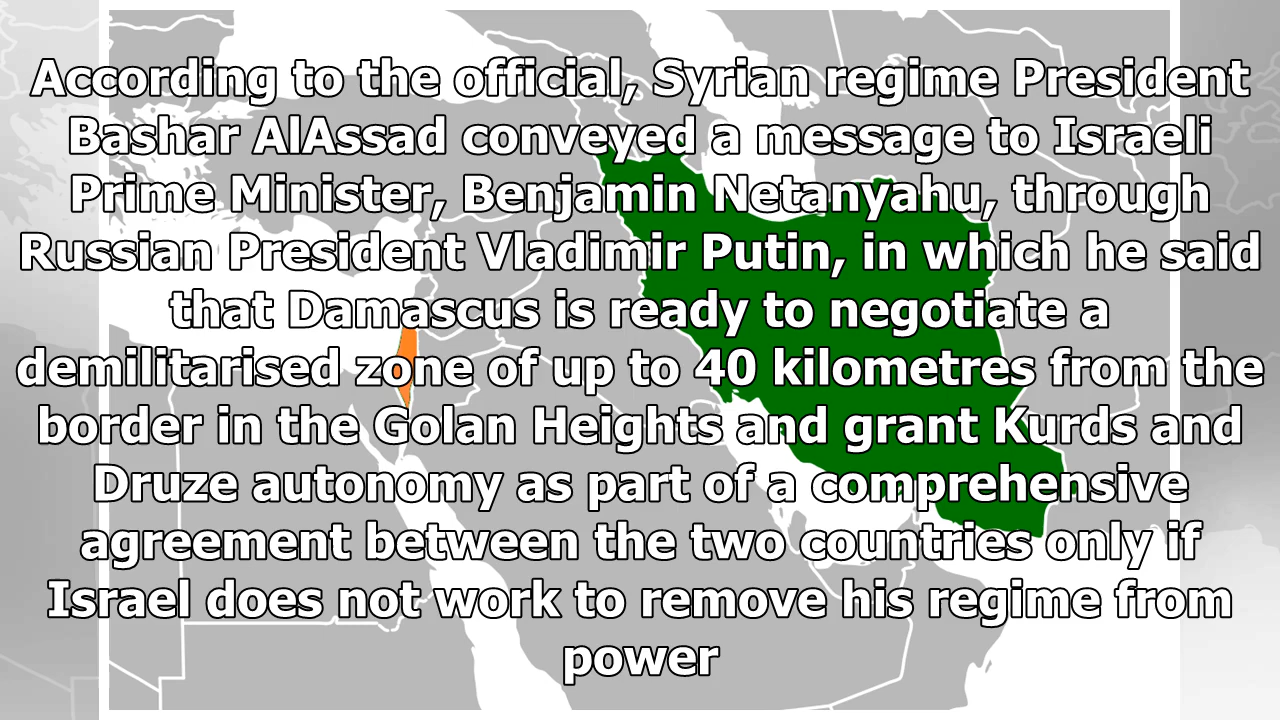 According to the official, Syrian regime President
Bashar AlAssad conveyed a message to Israeli
Prime Minister, Benjamin Netanyahu, through
Russian President Vladimir Putin, in which he said
that Damascus is ready to negotiate a
demilitarised zone of up to 40 kilometres from the
border in the Golan Heights and grant Kurds and
Druze autonomy as part of a comprehensive
agreement between the two countries only if
Israel does not work to remove his regime from
power